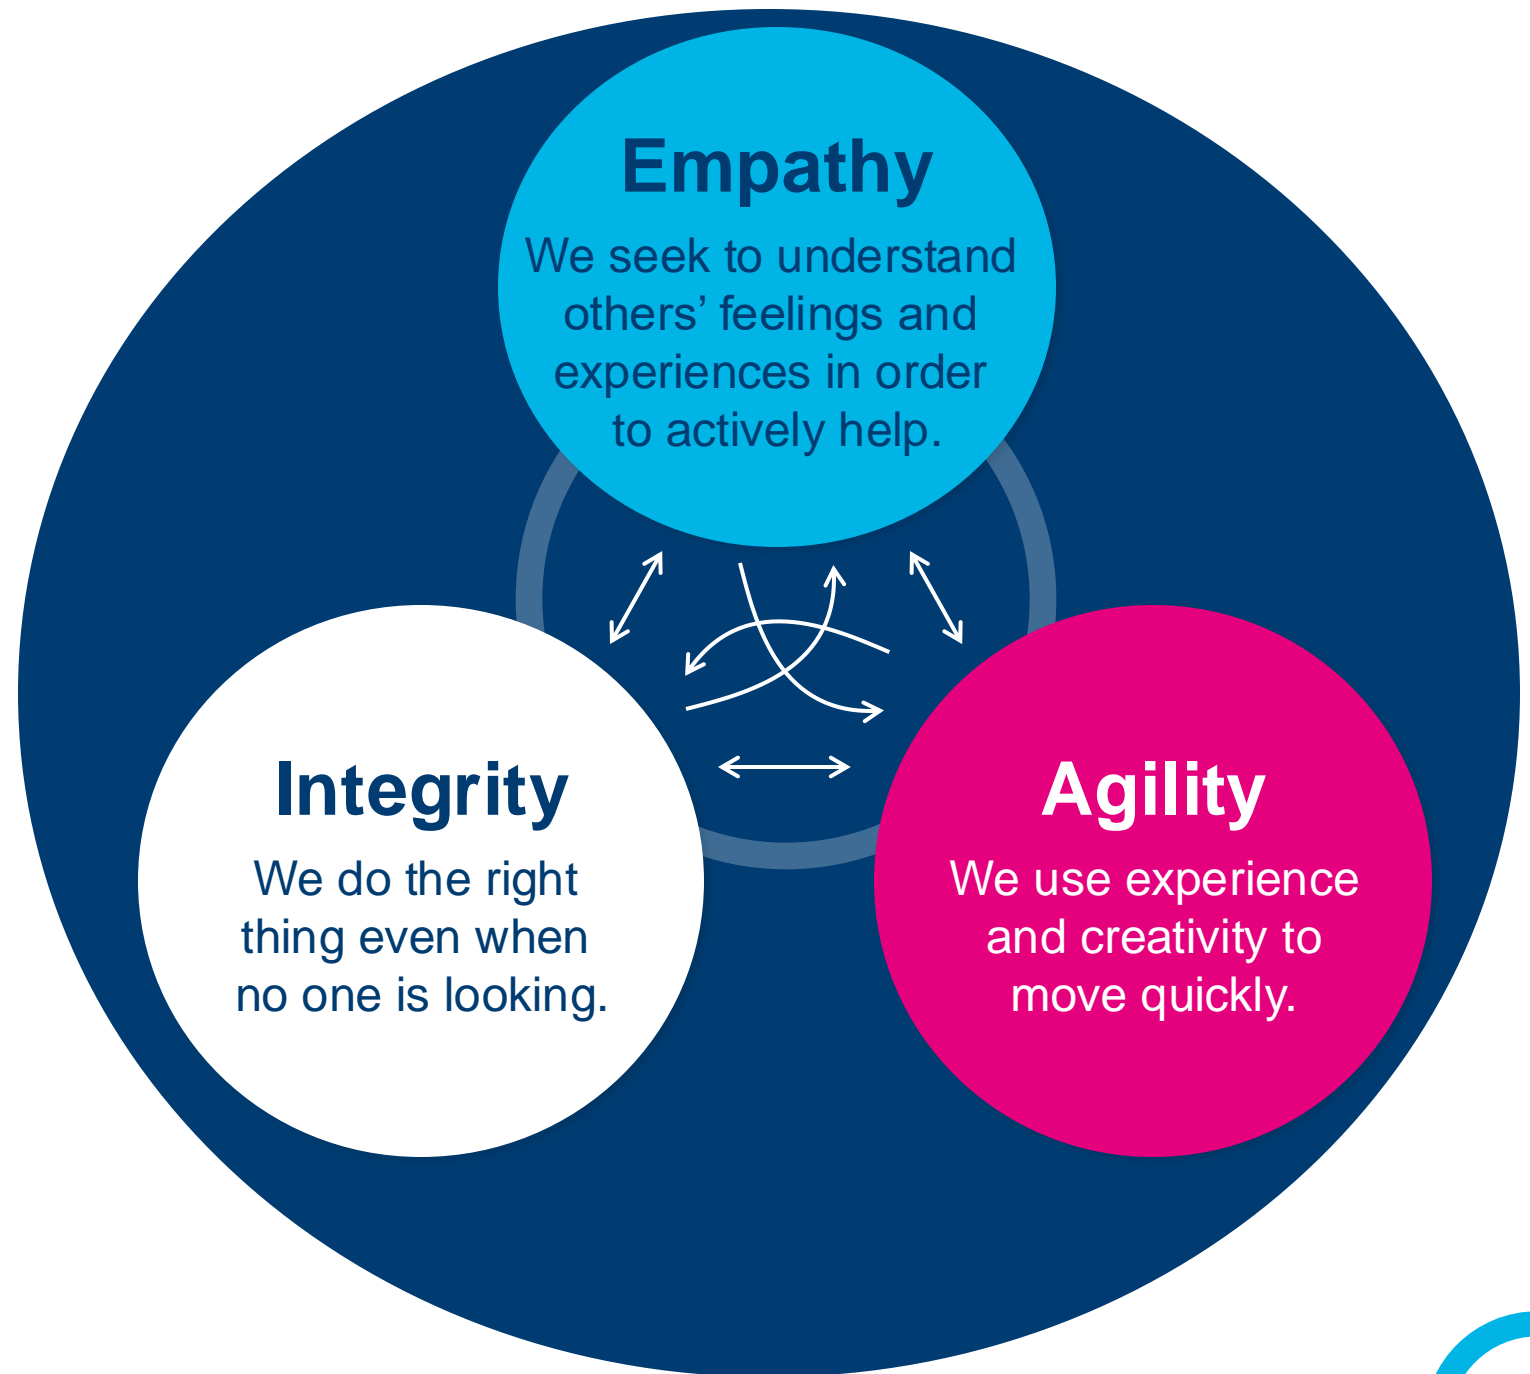 Empathy
We seek to understand
others’ feelings and
experiences in order
to actively help.
Integrity
We do the right
thing even when
no one is looking.
Agility
We use experience
and creativity to
move quickly.